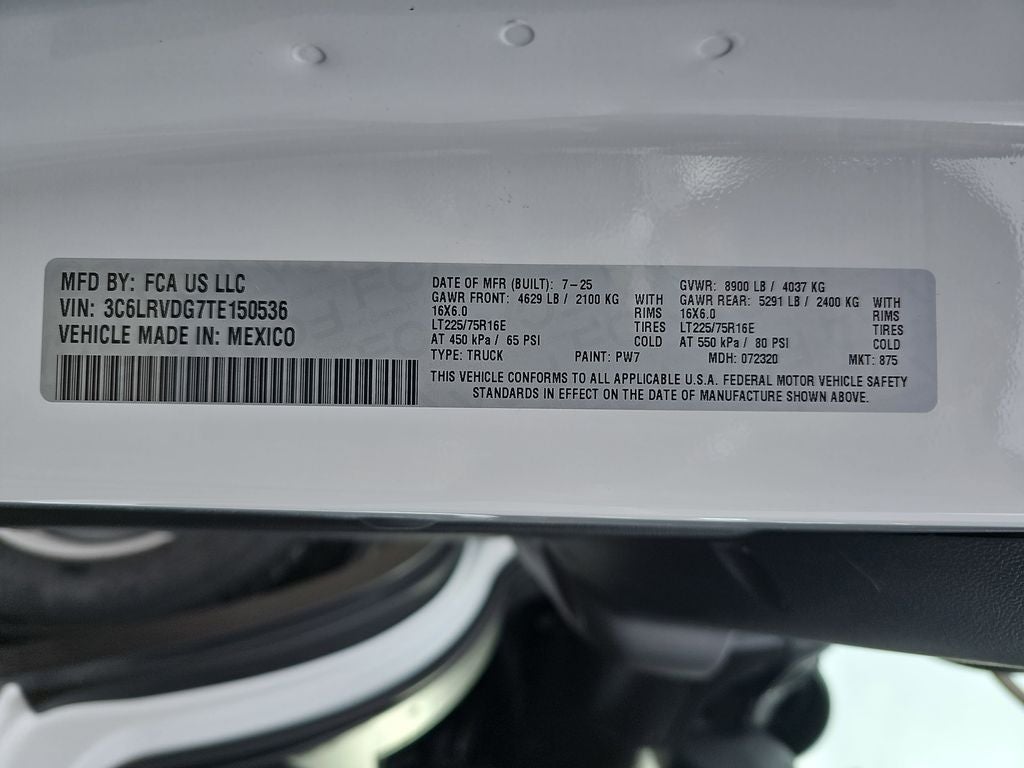 MFD BY: FCA US LLC
VIN: 3C6LRVDG7TE150536
VEHICLE MADE IN: MEXICO
DATE OF MFR (BUILT): 7-25
GAWR FRONT: 4629 LB / 2100 KG WITH
16X6.0 RIMS
LT225/75R16E TIRES
AT 450 kPa / 65 PSI COLD
TYPE: TRUCK PAINT: PW7
GVWR: 8900 LB / 4037 KG
GAWR REAR: 5291 LB / 2400 KG WITH
16X6.0 RIMS
LT225/75R16E TIRES
AT 550 kPa / 80 PSI COLD
MDH: 072320 MKT: 875
THIS VEHICLE CONFORMS TO ALL APPLICABLE U.S.A. FEDERAL MOTOR VEHICLE SAFETY
STANDARDS IN EFFECT ON THE DATE OF MANUFACTURE SHOWN ABOVE.